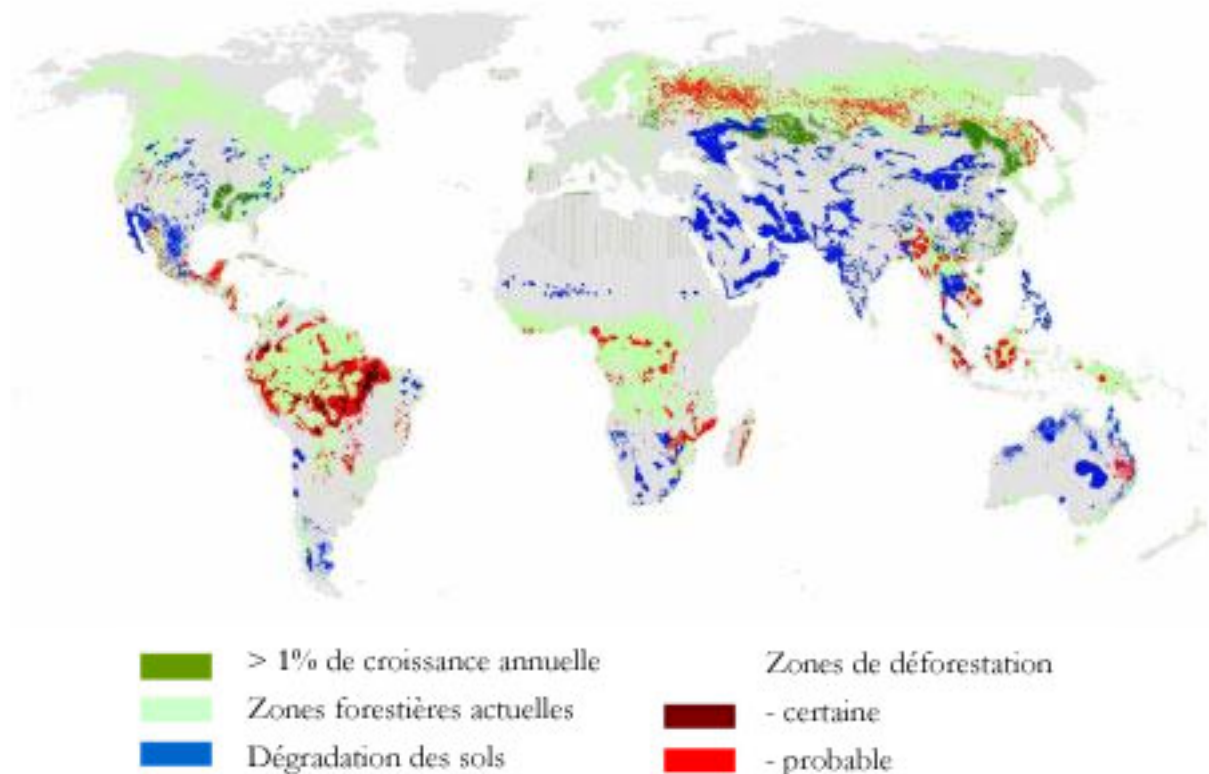 > 1% de croissance annuelle
Zones forestières actuelles
Dégradation des sols
Zones de déforestation
- certaine
- probable